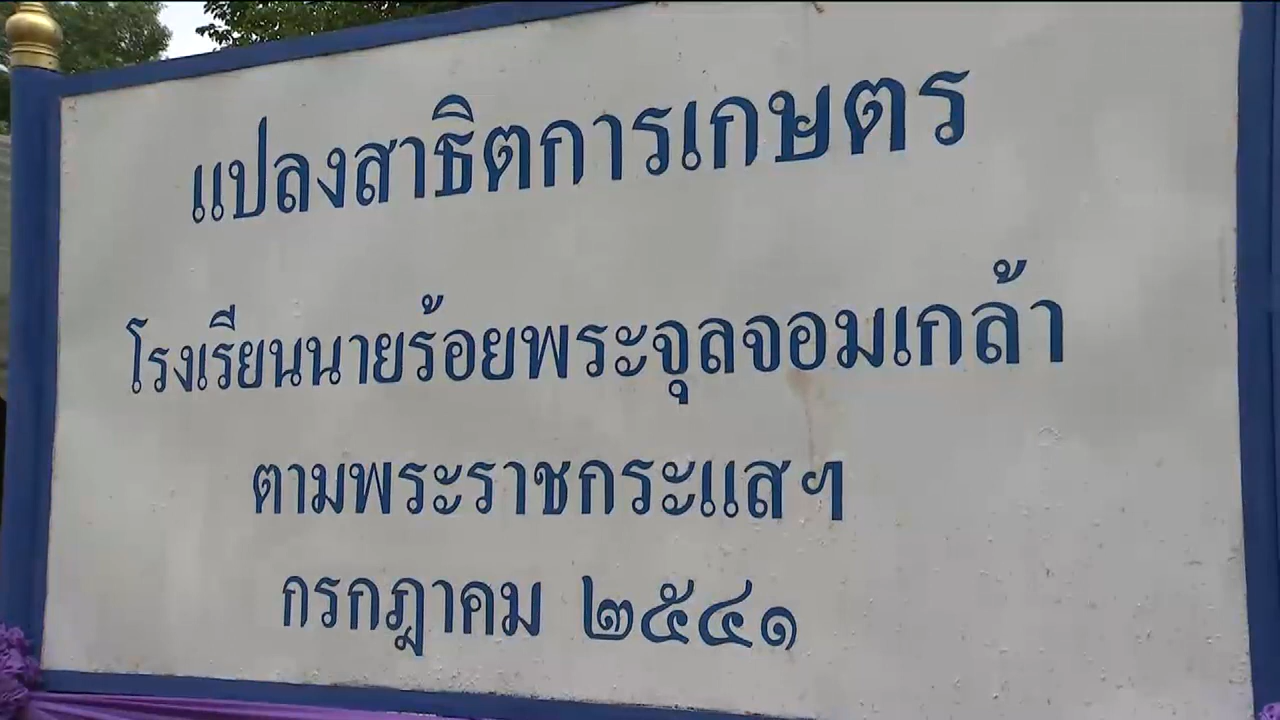 แปลงสาธิตการเกษตร
โรงเรียนนายร้อยพระจุลจอมเกล้า
ตามพระราชกระแสฯ
กรกฎาคม ๒๕๔๑